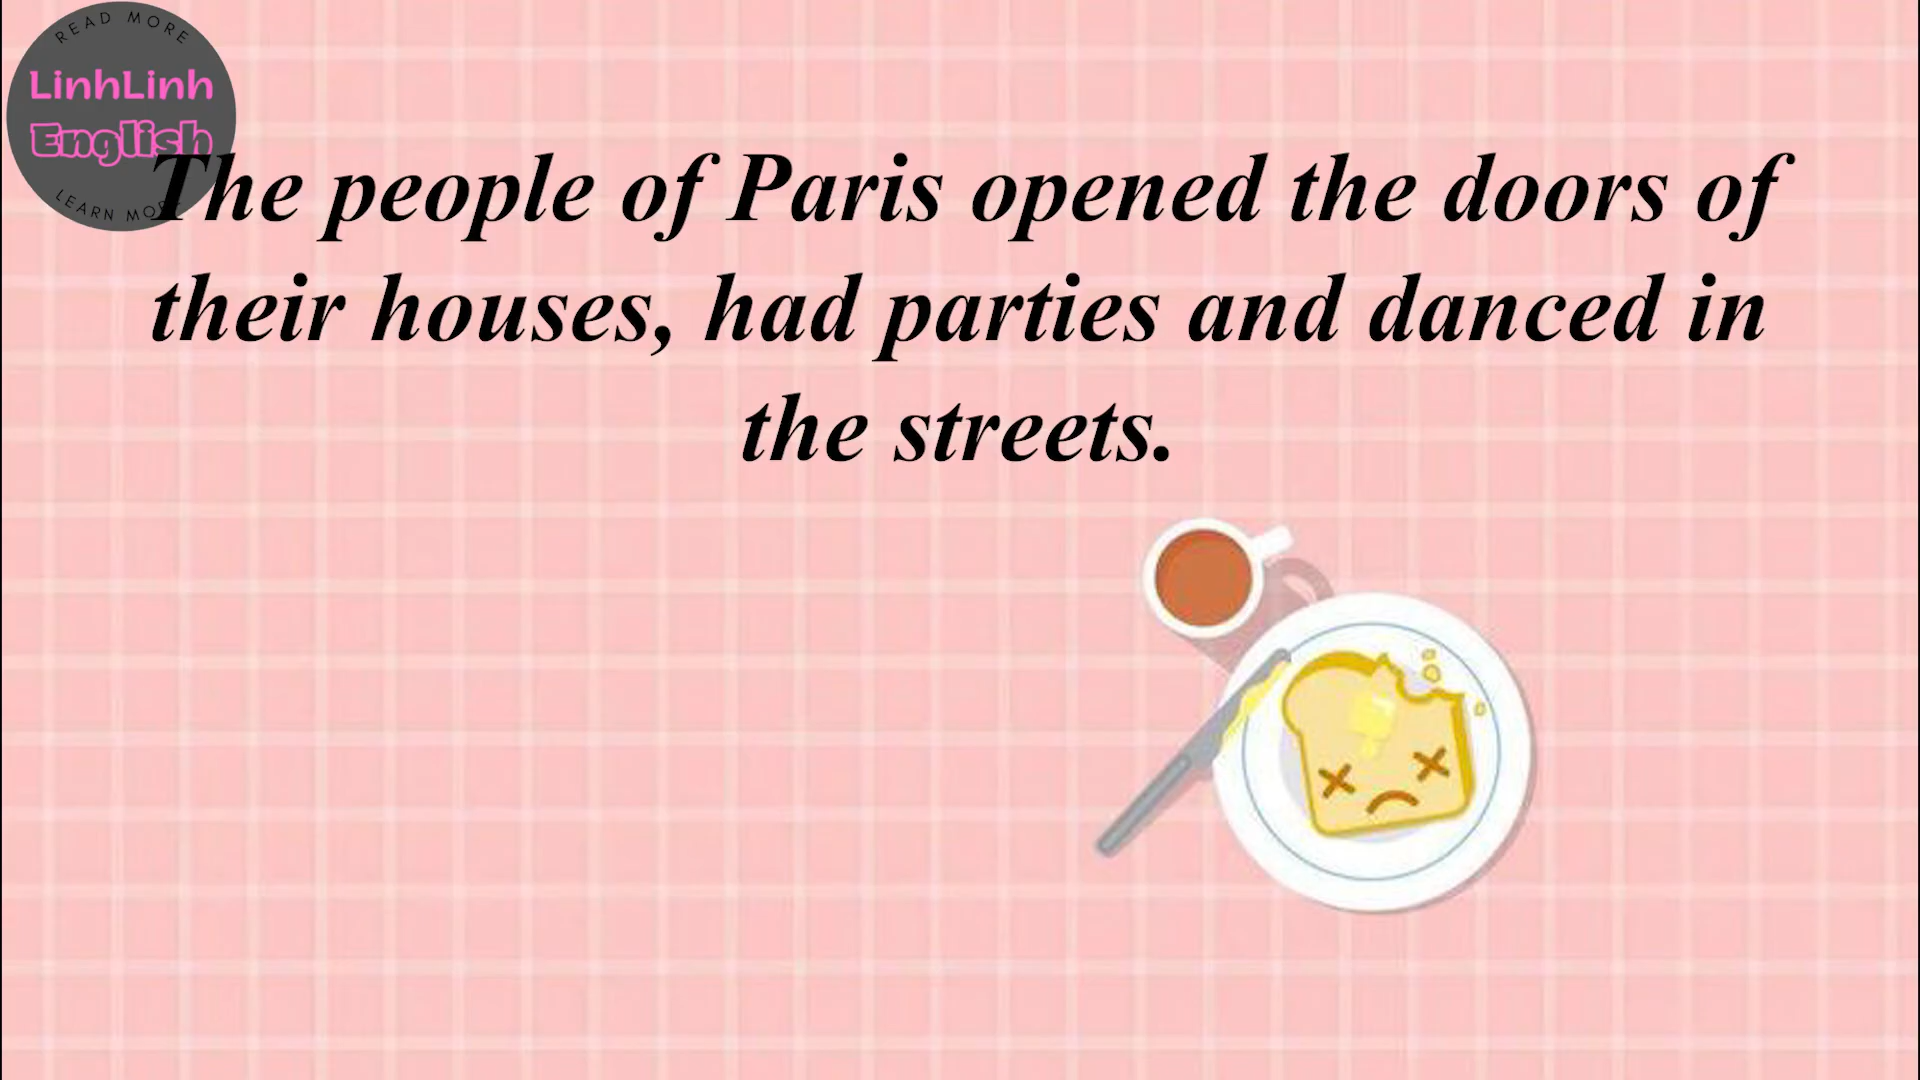 READ MORE
LinhLinh
English
LEARN MORE
The people of Paris opened the doors of
their houses, had parties and danced in
the streets.